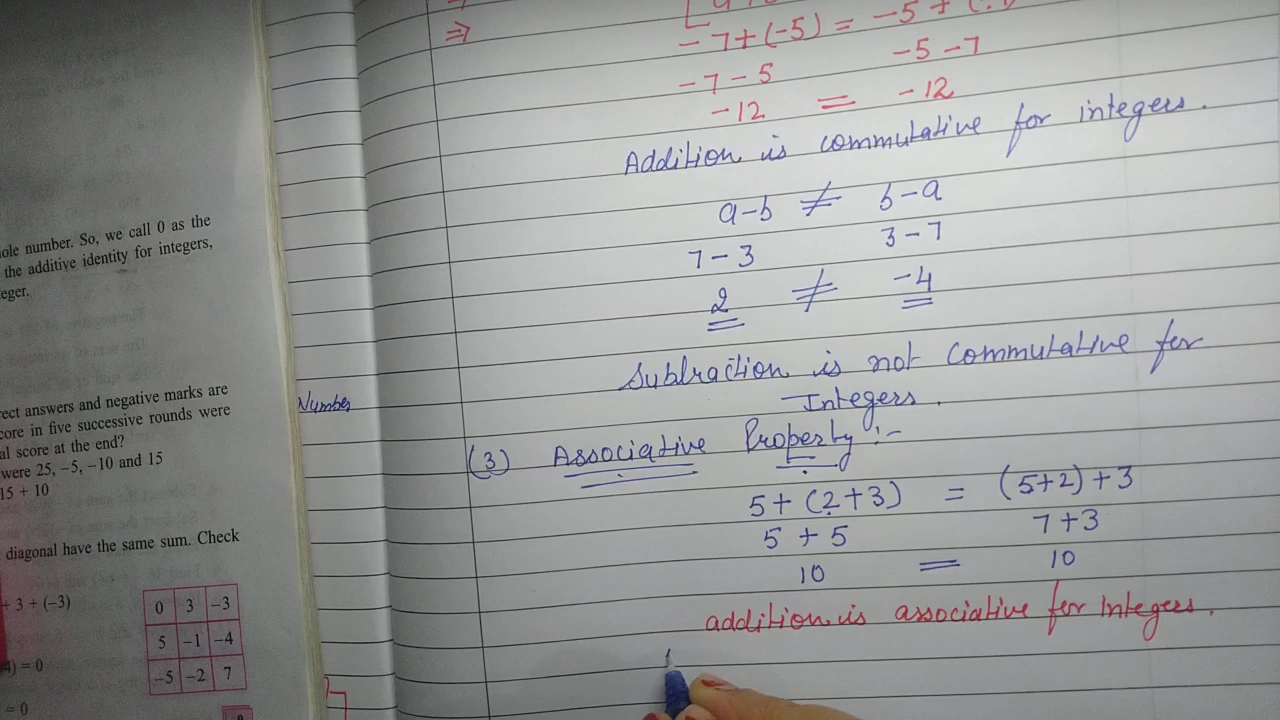 ole number. So, we call 0 as the
the additive identity for integers,
eger.
rect answers and negative marks are
core in five successive rounds were
al score at the end?
were 25, −5, −10 and 15
15 + 10
diagonal have the same sum. Check
+ 3 + (−3)
0 3 −3
5 −1 −4
4) = 0
−5 −2 7
= 0
Number
⇒
-7+(-5) = -5 +
-7-5 -5-7
-12 = -12
Addition is commutative for integers.
a-b ≠ b-a
7-3 3-7
2 ≠ -4
Subtraction is not commutative for
Integers.
(3) Associative Property :-
5+(2+3) = (5+2)+3
5+5 7+3
10 = 10
addition is associative for Integers.